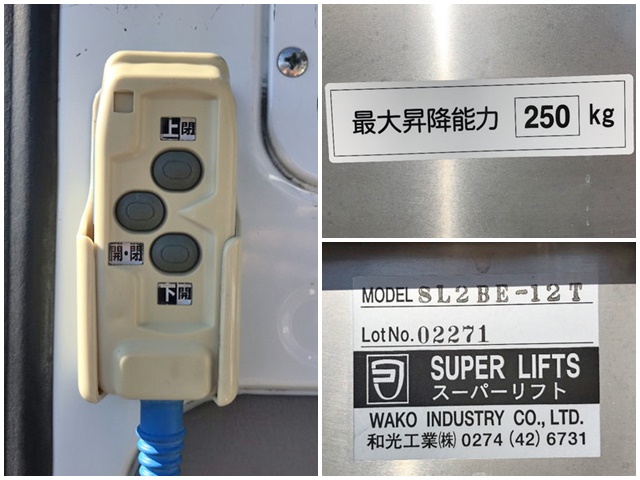 上閉
開・閉
下開
最大昇降能力 250 kg
MODEL SL2BE-12T
Lot No. 02271
SUPER LIFTS
スーパーリフト
WAKO INDUSTRY CO., LTD.
和光工業㈱ 0274 (42) 6731